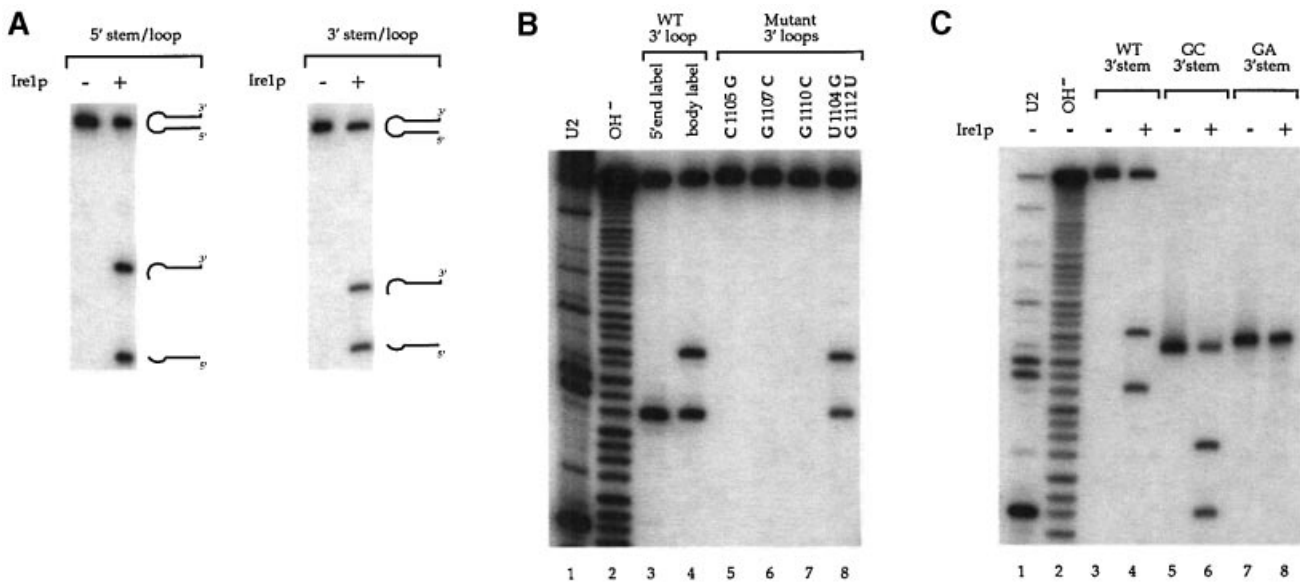 A
5' stem/loop
3' stem/loop
Ire1p - +
Ire1p - +
3'
5'
3'
5'
3'
5'
3'
5'
B
WT
3' loop
Mutant
3' loops
U2
OH⁻
5'end label
body label
C 1105 G
G 1107 C
G 1110 C
U 1104 G
G 1112 U
1 2 3 4 5 6 7 8
C
WT
3'stem
GC
3'stem
GA
3'stem
U2
OH⁻
Ire1p - - - + - + - +
1 2 3 4 5 6 7 8